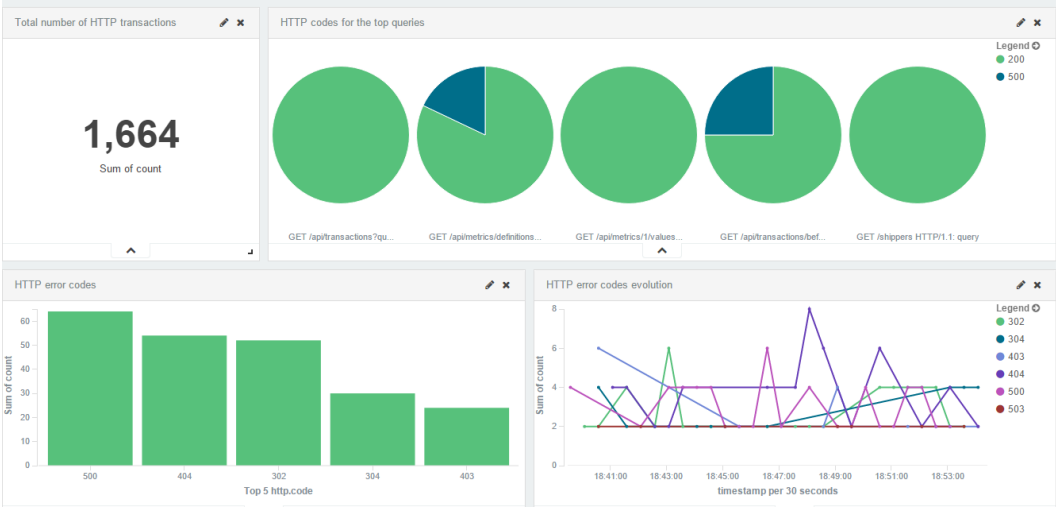 Total number of HTTP transactions
1,664
Sum of count
HTTP codes for the top queries
Legend
200
500
GET /api/transactions?qu...
GET /api/metrics/definitions...
GET /api/metrics/1/values...
GET /api/transactions/bef...
GET /shippers HTTP/1.1: query
HTTP error codes
Sum of count
60
50
40
30
20
10
0
500
404
302
304
403
Top 5 http.code
HTTP error codes evolution
Sum of count
8
6
4
2
0
18:41:00
18:43:00
18:45:00
18:47:00
18:49:00
18:51:00
18:53:00
timestamp per 30 seconds
Legend
302
304
403
404
500
503